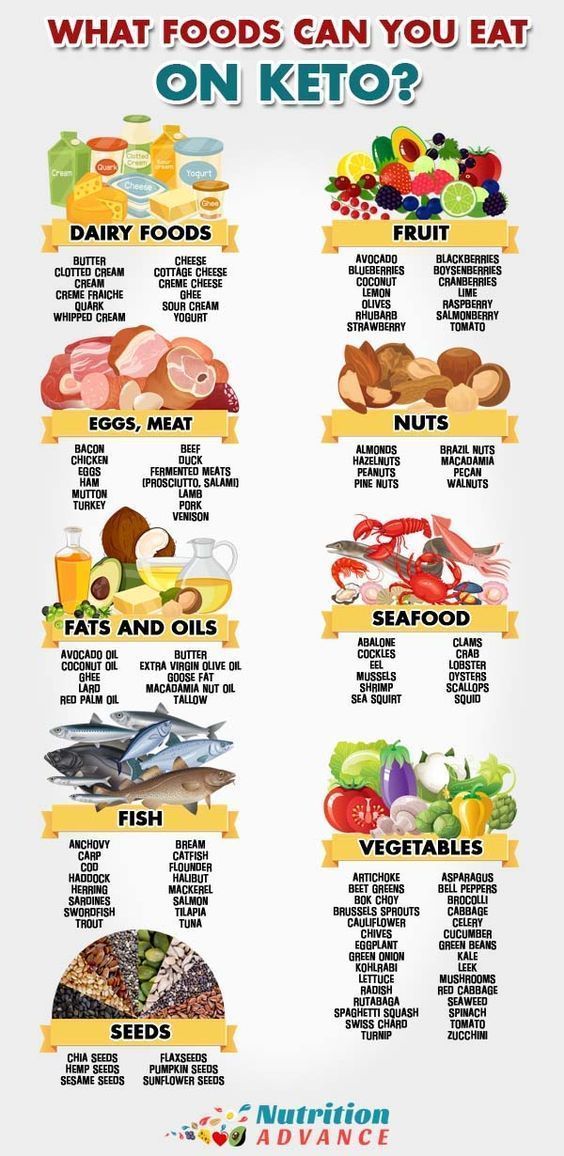 WHAT FOODS CAN YOU EAT
ON KETO?
Cream
Quark
Clotted
Cream
Sour
cream
Yogurt
Cheese
Ghee
DAIRY FOODS
BUTTER
CLOTTED CREAM
CREAM
CREME FRAICHE
QUARK
WHIPPED CREAM
CHEESE
COTTAGE CHEESE
CREME CHEESE
GHEE
SOUR CREAM
YOGURT
FRUIT
AVOCADO
BLUEBERRIES
COCONUT
LEMON
OLIVES
RHUBARB
STRAWBERRY
BLACKBERRIES
BOYSENBERRIES
CRANBERRIES
LIME
RASPBERRY
SALMONBERRY
TOMATO
EGGS, MEAT
BACON
CHICKEN
EGGS
HAM
MUTTON
TURKEY
BEEF
DUCK
FERMENTED MEATS
(PROSCIUTTO, SALAMI)
LAMB
PORK
VENISON
NUTS
ALMONDS
HAZELNUTS
PEANUTS
PINE NUTS
BRAZIL NUTS
MACADAMIA
PECAN
WALNUTS
FATS AND OILS
AVOCADO OIL
COCONUT OIL
GHEE
LARD
RED PALM OIL
BUTTER
EXTRA VIRGIN OLIVE OIL
GOOSE FAT
MACADAMIA NUT OIL
TALLOW
SEAFOOD
ABALONE
COCKLES
EEL
MUSSELS
SHRIMP
SEA SQUIRT
CLAMS
CRAB
LOBSTER
OYSTERS
SCALLOPS
SQUID
FISH
ANCHOVY
CARP
COD
HADDOCK
HERRING
SARDINES
SWORDFISH
TROUT
BREAM
CATFISH
FLOUNDER
HALIBUT
MACKEREL
SALMON
TILAPIA
TUNA
VEGETABLES
ARTICHOKE
BEET GREENS
BOK CHOY
BRUSSELS SPROUTS
CAULIFLOWER
CHIVES
EGGPLANT
GREEN ONION
KOHLRABI
LETTUCE
RADISH
RUTABAGA
SPAGHETTI SQUASH
SWISS CHARD
TURNIP
ASPARAGUS
BELL PEPPERS
BROCOLLI
CABBAGE
CELERY
CUCUMBER
GREEN BEANS
KALE
LEEK
MUSHROOMS
RED CABBAGE
SEAWEED
SPINACH
TOMATO
ZUCCHINI
SEEDS
CHIA SEEDS
HEMP SEEDS
SESAME SEEDS
FLAXSEEDS
PUMPKIN SEEDS
SUNFLOWER SEEDS
Nutrition
ADVANCE